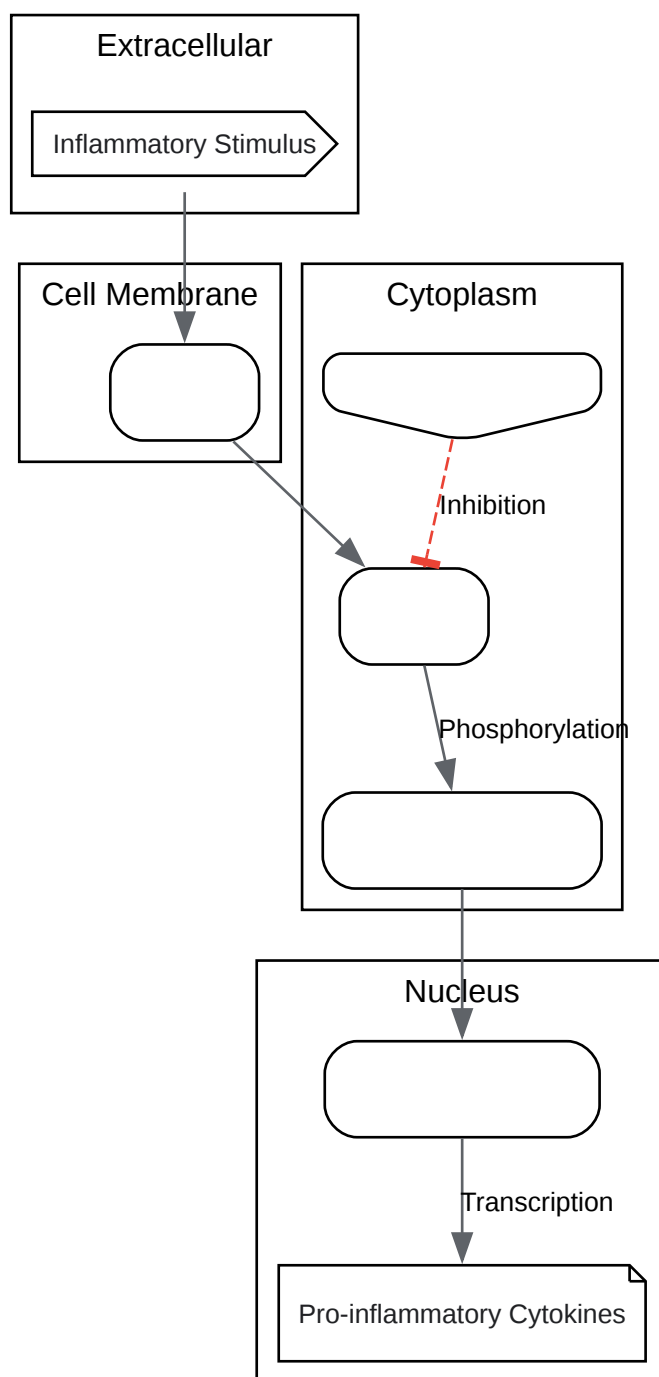 Extracellular
Inflammatory Stimulus
Cell Membrane
Cytoplasm
Inhibition
Phosphorylation
Nucleus
Transcription
Pro-inflammatory Cytokines